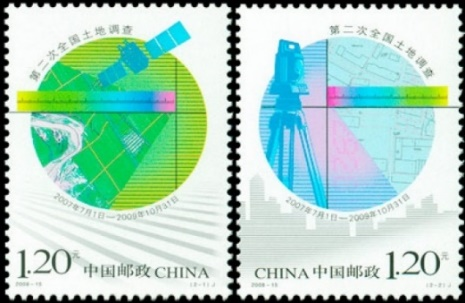 第二次全国土地调查
2007年7月1日—2009年10月31日
1.20元 中国邮政 CHINA
2008-15 (2-1)J
第二次全国土地调查
2007年7月1日—2009年10月31日
CHINA 中国邮政 1.20元
2008-15 (2-2)J